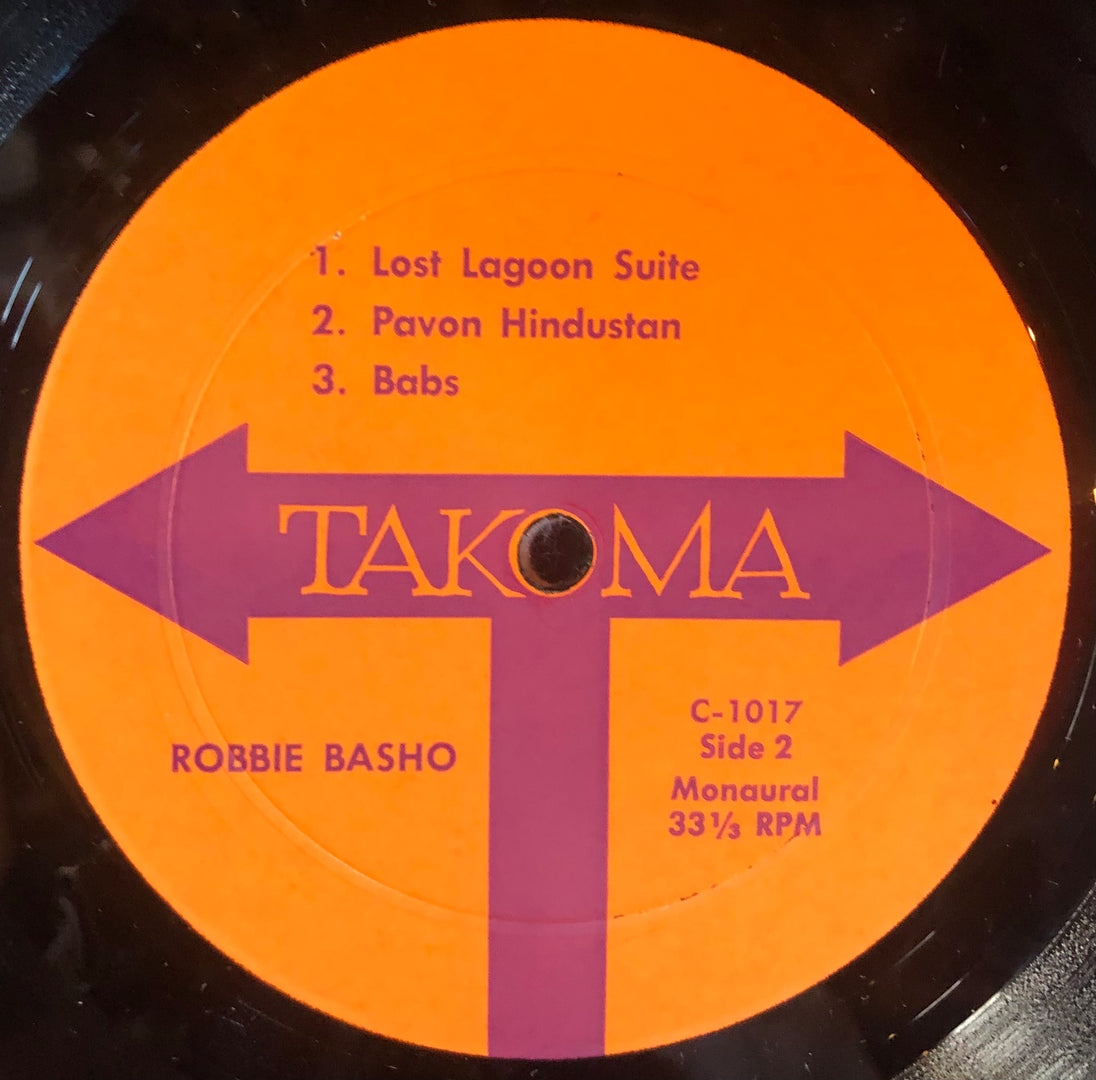 1. Lost Lagoon Suite
2. Pavon Hindustan
3. Babs
TAKOMA
ROBBIE BASHO
C-1017
Side 2
Monaural
33⅓ RPM